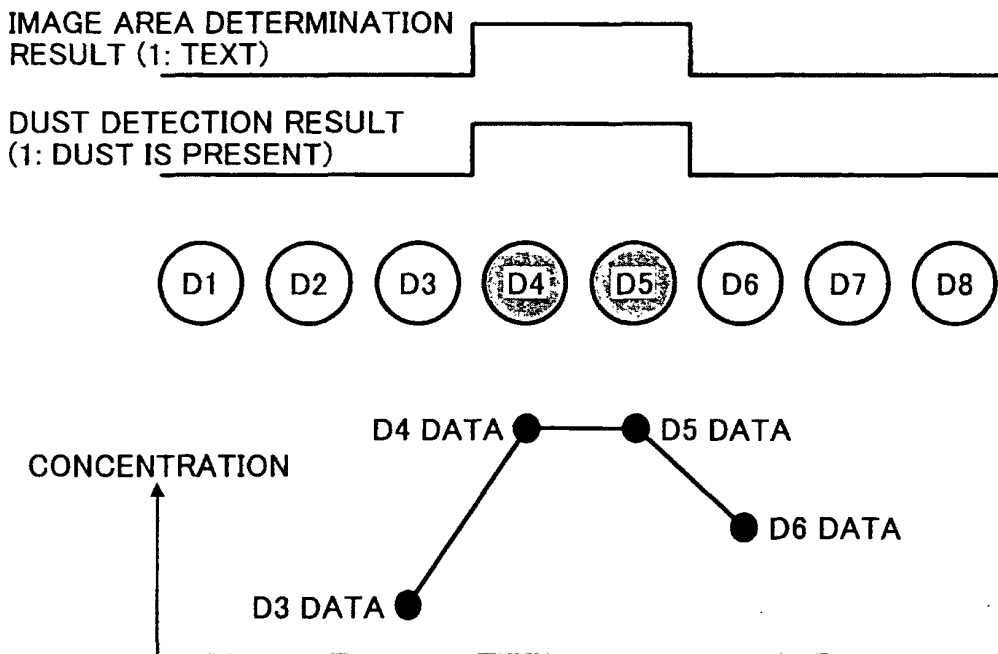 IMAGE AREA DETERMINATION
RESULT (1: TEXT)
DUST DETECTION RESULT
(1: DUST IS PRESENT)
D1 D2 D3 D4 D5 D6 D7 D8
D4 DATA D5 DATA
CONCENTRATION
D6 DATA
D3 DATA